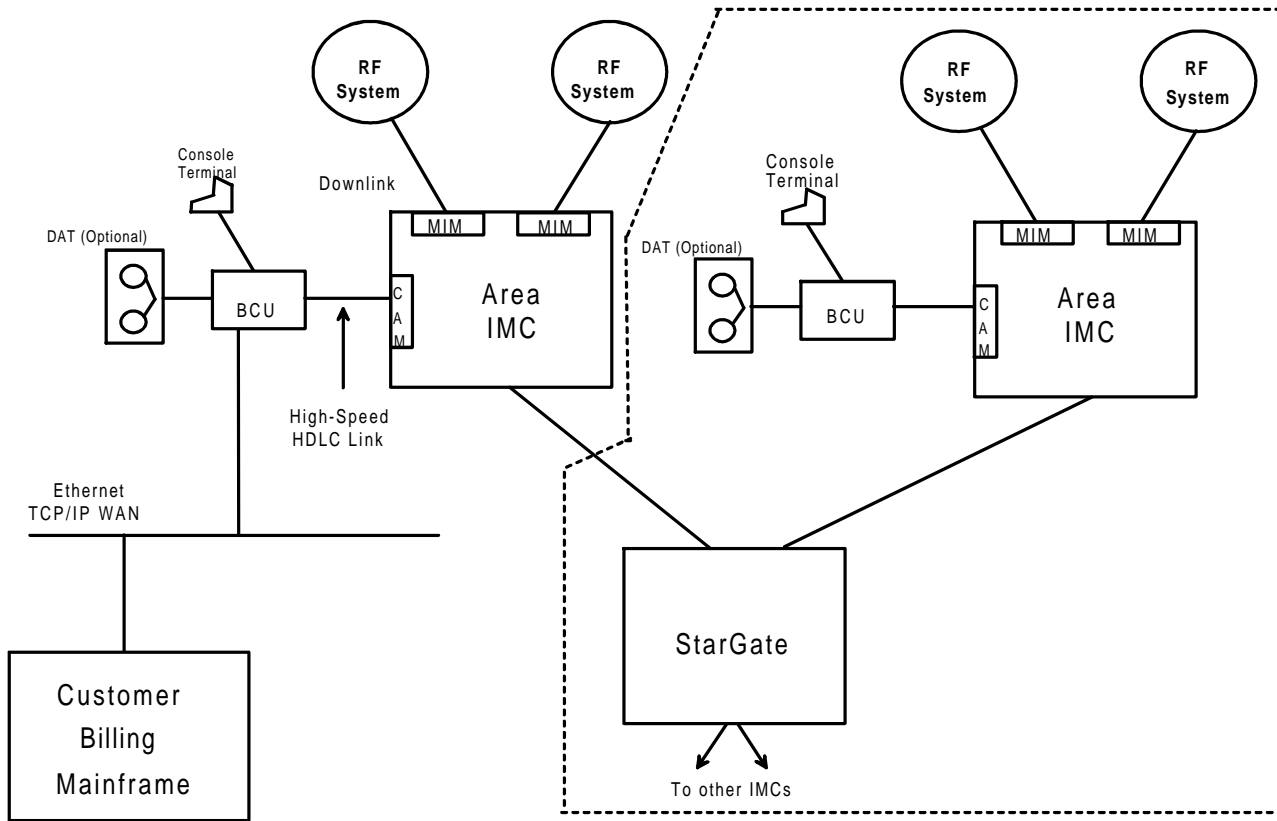 RF
System
RF
System
RF
System
RF
System
Console
Terminal
Downlink
Console
Terminal
DAT (Optional)
MIM
MIM
MIM
MIM
DAT (Optional)
BCU
C
A
M
Area
IMC
BCU
C
A
M
Area
IMC
High-Speed
HDLC Link
Ethernet
TCP/IP WAN
StarGate
Customer
Billing
Mainframe
To other IMCs